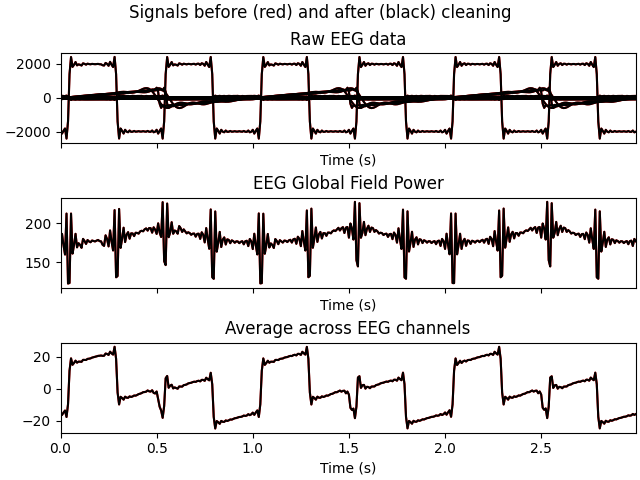 Signals before (red) and after (black) cleaning
Raw EEG data
2000
0
−2000
Time (s)
EEG Global Field Power
200
150
Time (s)
Average across EEG channels
20
0
−20
0.0 0.5 1.0 1.5 2.0 2.5
Time (s)